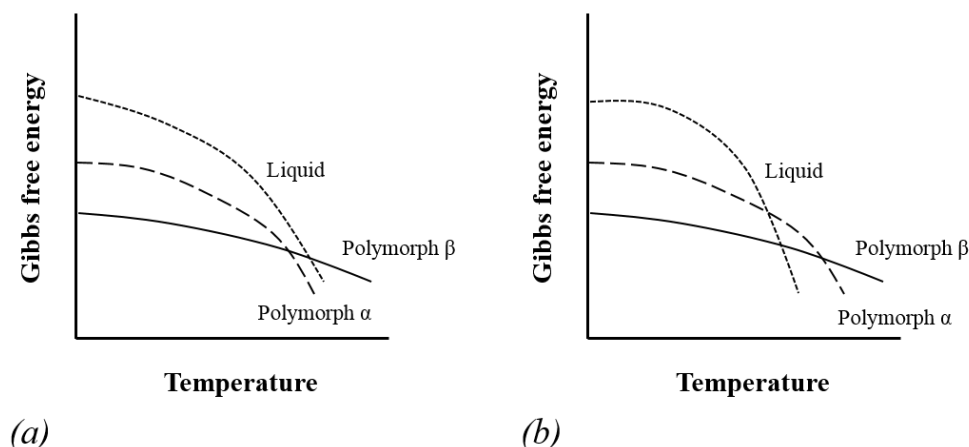 Gibbs free energy
Liquid
Polymorph β
Polymorph α
Temperature
(a)
Gibbs free energy
Liquid
Polymorph β
Polymorph α
Temperature
(b)